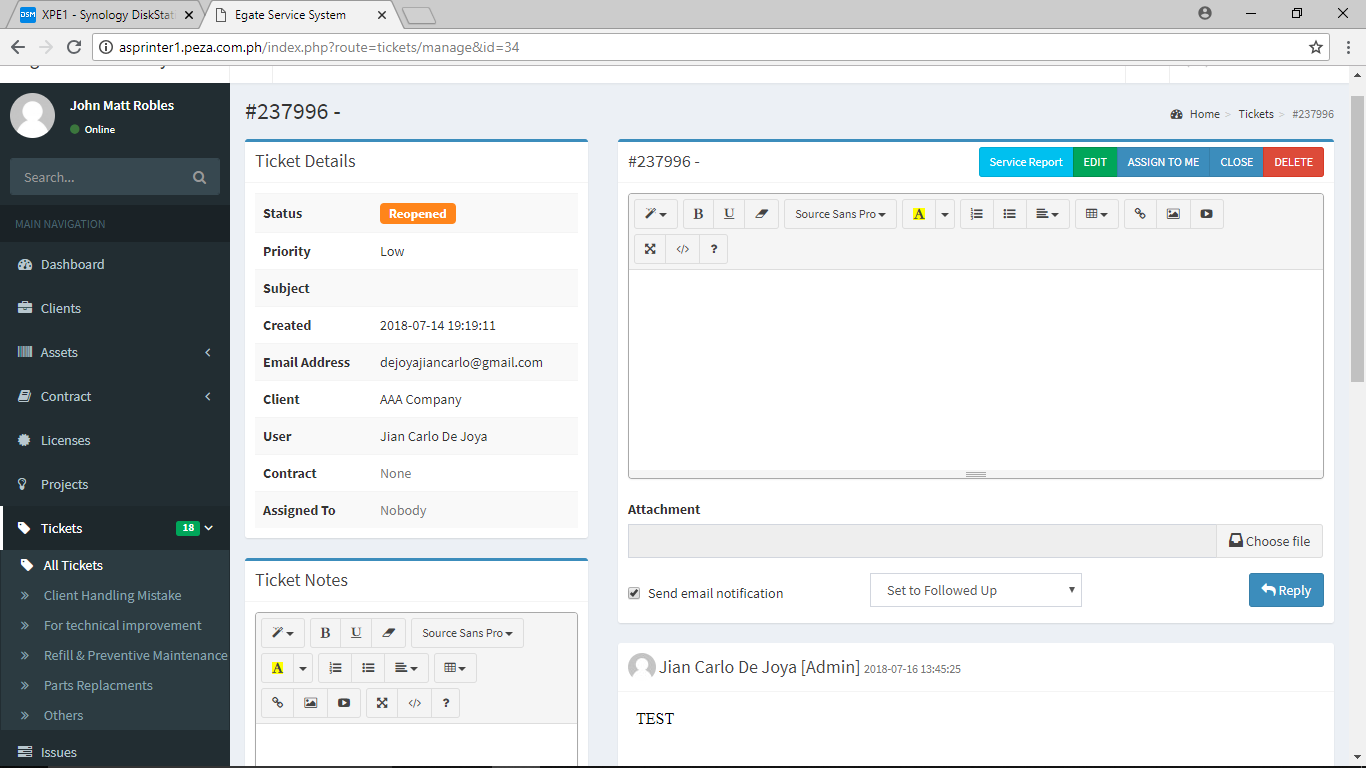 XPE1 - Synology DiskStat
Egate Service System
asprinter1.peza.com.ph/index.php?route=tickets/manage&id=34
John Matt Robles
Online
Search...
MAIN NAVIGATION
Dashboard
Clients
Assets
Contract
Licenses
Projects
Tickets 18
All Tickets
Client Handling Mistake
For technical improvement
Refill & Preventive Maintenance
Parts Replacments
Others
Issues
#237996 -
Home > Tickets > #237996
Ticket Details
Status Reopened
Priority Low
Subject
Created 2018-07-14 19:19:11
Email Address dejoyajiancarlo@gmail.com
Client AAA Company
User Jian Carlo De Joya
Contract None
Assigned To Nobody
Ticket Notes
B U Source Sans Pro
A
</> ?
#237996 -
Service Report EDIT ASSIGN TO ME CLOSE DELETE
B U Source Sans Pro A
</> ?
Attachment
Choose file
Send email notification Set to Followed Up Reply
Jian Carlo De Joya [Admin] 2018-07-16 13:45:25
TEST